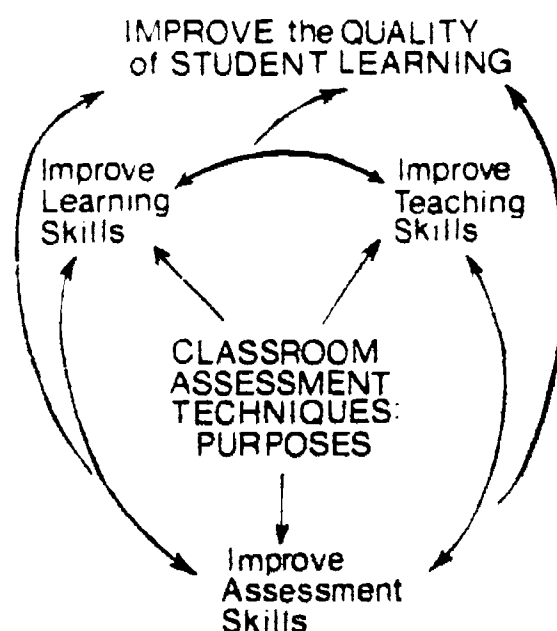 IMPROVE the QUALITY
of STUDENT LEARNING
Improve
Learning
Skills
Improve
Teaching
Skills
CLASSROOM
ASSESSMENT
TECHNIQUES:
PURPOSES
Improve
Assessment
Skills